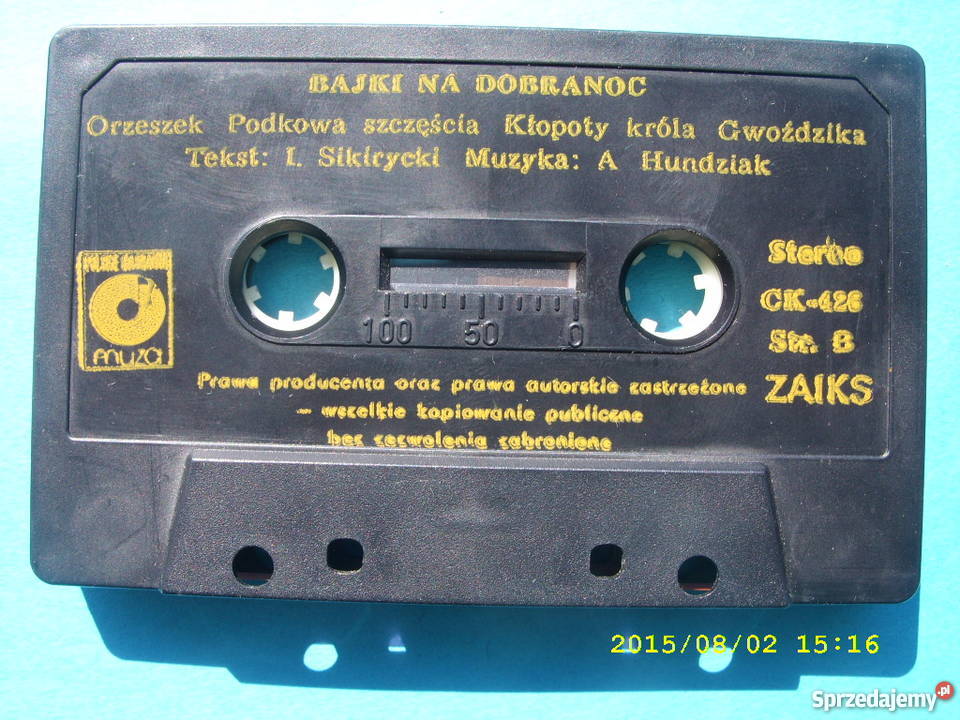 BAJKI NA DOBRANOC
Orzeszek Podkowa szczęścia Kłopoty króla Gwoździka
Tekst: I. Sikirycki Muzyka: A Hundziak
POLSKIE NAGRANIA
muza
Stereo
CK-426
Str. B
ZAIKS
100 50 0
Prawa producenta oraz prawa autorskie zastrzeżone
– wszelkie kopiowanie publiczne
bez zezwolenia zabronione
2015/08/02 15:16
Sprzedajemy.pl